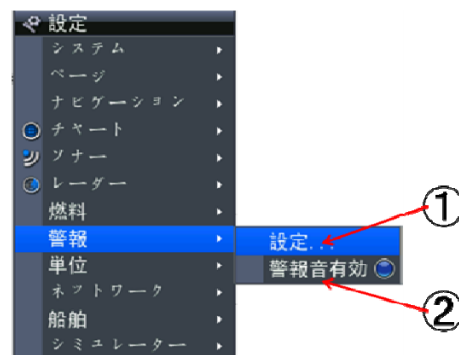 設定
システム
ページ
ナビゲーション
チャート
ソナー
レーダー
燃料
警報
単位
ネットワーク
船舶
シミュレーター
設定...
警報音有効
①
②